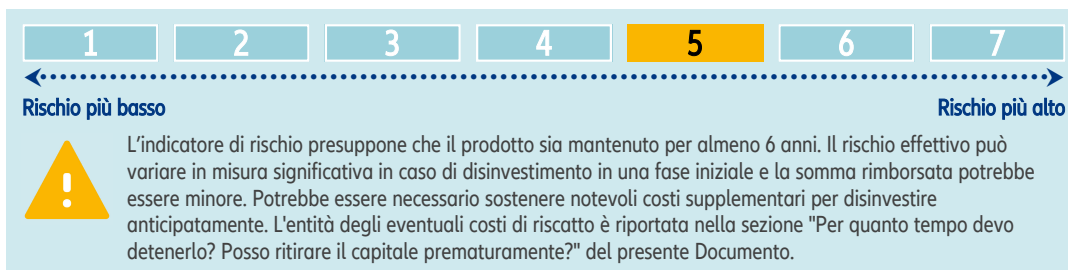 1 2 3 4 5 6 7
Rischio più basso Rischio più alto
L'indicatore di rischio presuppone che il prodotto sia mantenuto per almeno 6 anni. Il rischio effettivo può
variare in misura significativa in caso di disinvestimento in una fase iniziale e la somma rimborsata potrebbe
essere minore. Potrebbe essere necessario sostenere notevoli costi supplementari per disinvestire
anticipatamente. L'entità degli eventuali costi di riscatto è riportata nella sezione "Per quanto tempo devo
detenerlo? Posso ritirare il capitale prematuramente?" del presente Documento.